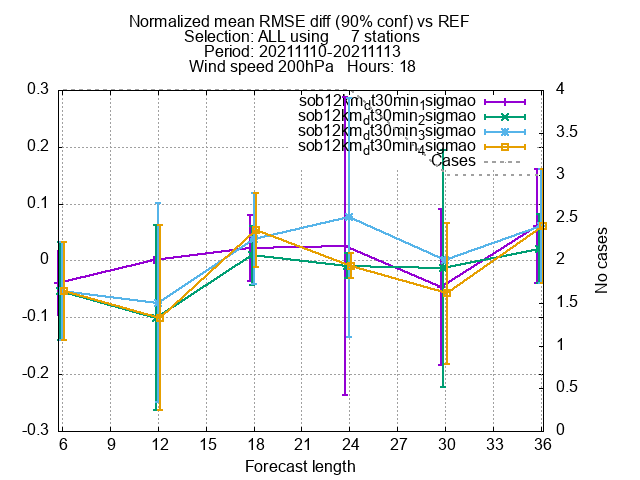 Normalized mean RMSE diff (90% conf) vs REF
Selection: ALL using 7 stations
Period: 20211110-20211113
Wind speed 200hPa Hours: 18
sob12km_dt30min_1sigmao
sob12km_dt30min_2sigmao
sob12km_dt30min_3sigmao
sob12km_dt30min_4sigmao
Cases
0.3
0.2
0.1
0
-0.1
-0.2
-0.3
4
3.5
3
2.5
2
1.5
1
0.5
0
No cases
6 9 12 15 18 21 24 27 30 33 36
Forecast length